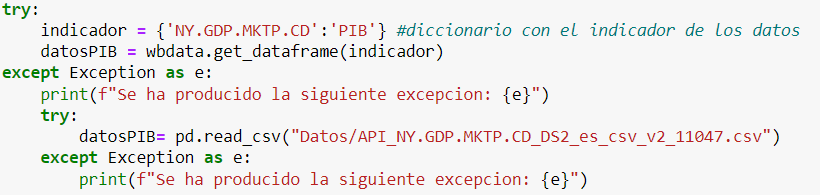 try:
    indicador = {'NY.GDP.MKTP.CD':'PIB'} #diccionario con el indicador de los datos
    datosPIB = wbdata.get_dataframe(indicador)
except Exception as e:
    print(f"Se ha producido la siguiente excepcion: {e}")
    try:
        datosPIB= pd.read_csv("Datos/API_NY.GDP.MKTP.CD_DS2_es_csv_v2_11047.csv")
    except Exception as e:
        print(f"Se ha producido la siguiente excepcion: {e}")